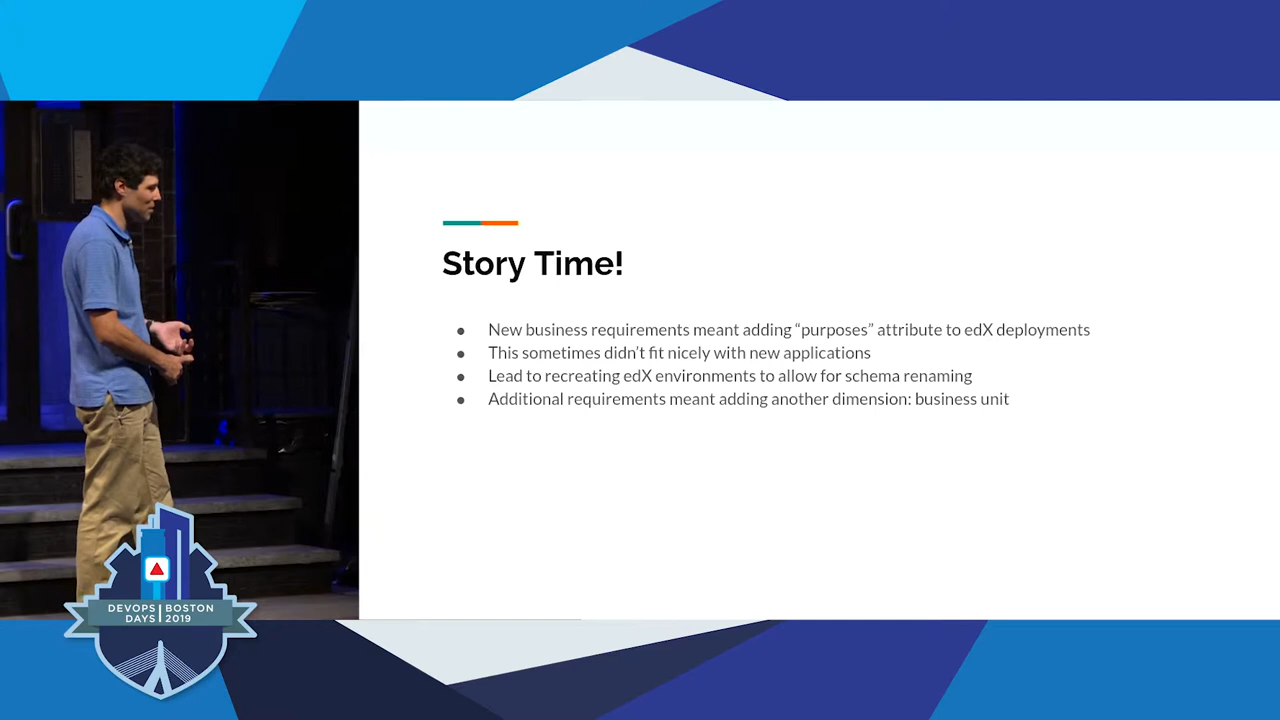 Story Time!
● New business requirements meant adding “purposes” attribute to edX deployments
● This sometimes didn’t fit nicely with new applications
● Lead to recreating edX environments to allow for schema renaming
● Additional requirements meant adding another dimension: business unit
DEVOPS | BOSTON
DAYS | 2019